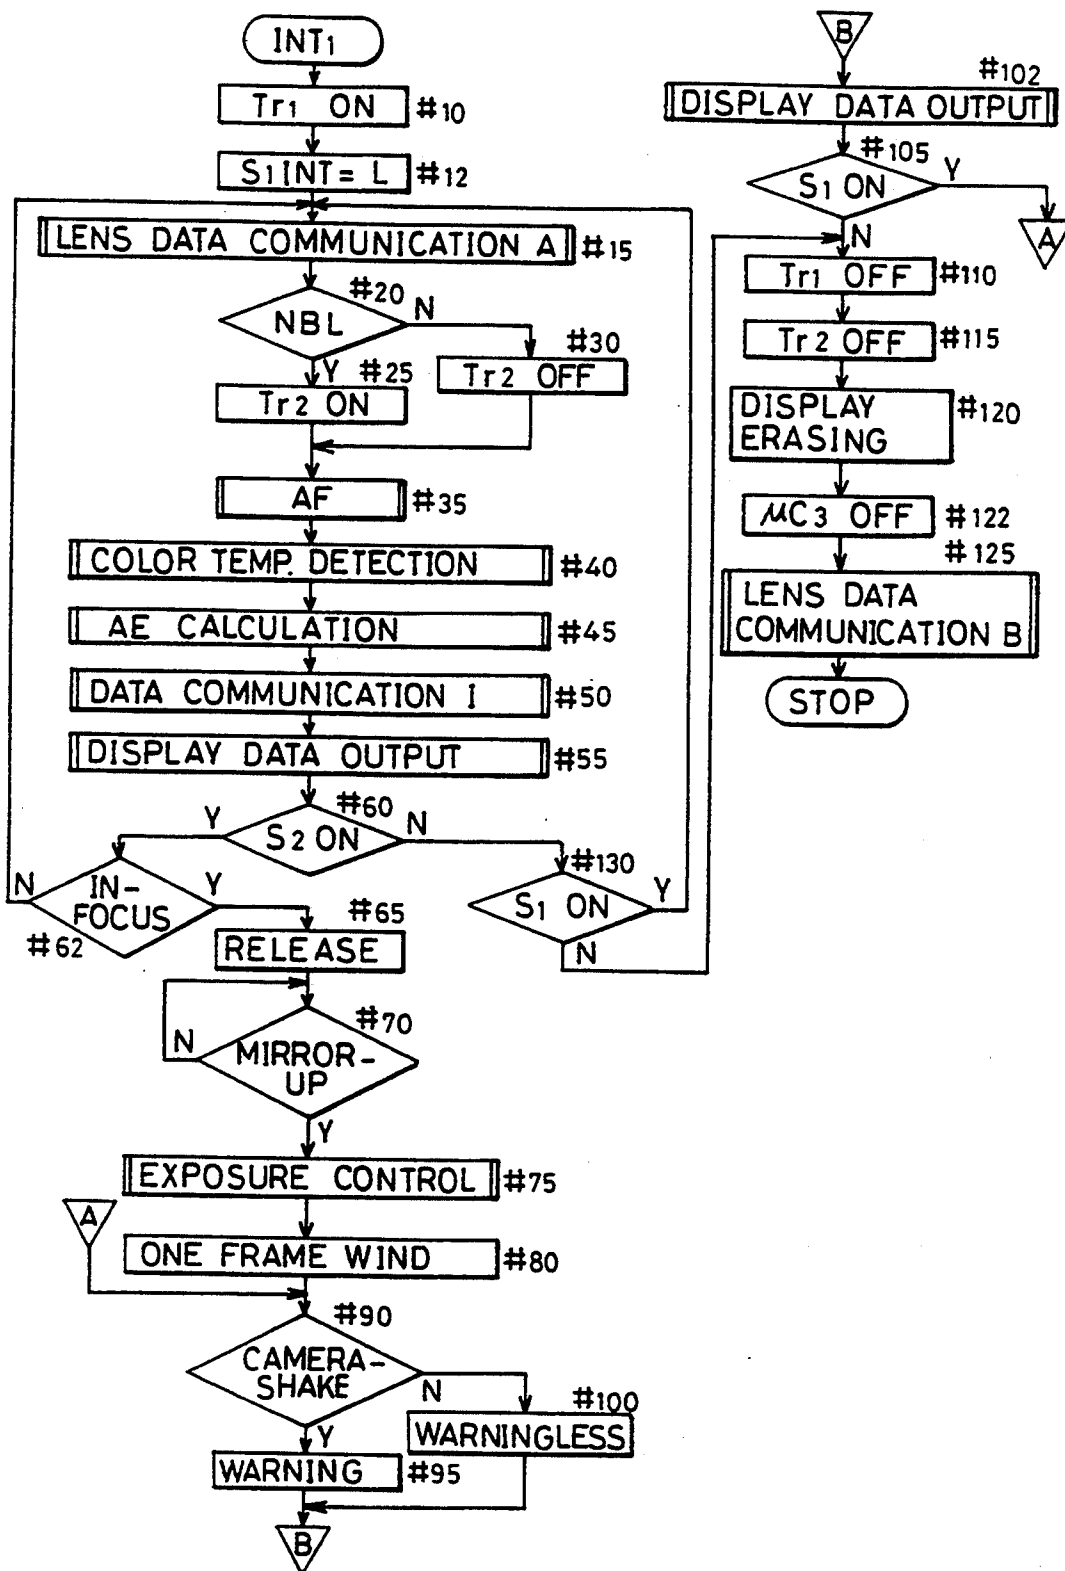 INT1
Tr1 ON #10
S1INT = L #12
LENS DATA COMMUNICATION A #15
#20
NBL
N
Y
#25
Tr2 ON
#30
Tr2 OFF
AF #35
COLOR TEMP. DETECTION #40
AE CALCULATION #45
DATA COMMUNICATION I #50
DISPLAY DATA OUTPUT #55
#60
S2 ON
Y
N
IN-
FOCUS
#62
N
Y
#130
S1 ON
Y
N
#65
RELEASE
#70
MIRROR-
UP
N
Y
EXPOSURE CONTROL #75
A
ONE FRAME WIND #80
#90
CAMERA-
SHAKE
N
Y
#100
WARNINGLESS
WARNING #95
B
B
#102
DISPLAY DATA OUTPUT
#105
S1 ON
Y
A
N
Tr1 OFF #110
Tr2 OFF #115
DISPLAY
ERASING
#120
μC3 OFF #122
#125
LENS DATA
COMMUNICATION B
STOP